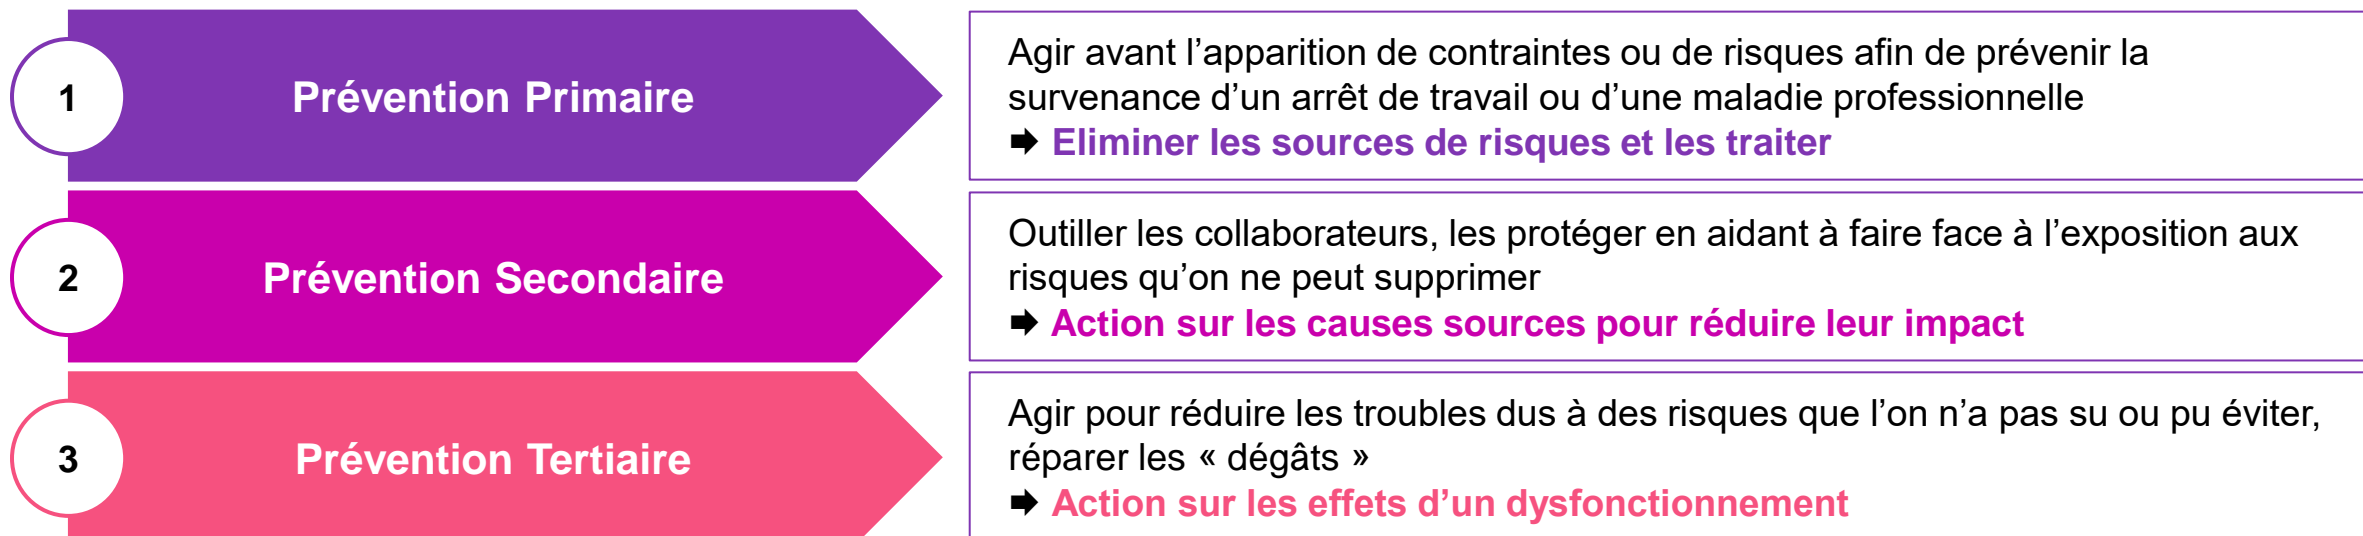 1
Prévention Primaire
Agir avant l’apparition de contraintes ou de risques afin de prévenir la
survenance d’un arrêt de travail ou d’une maladie professionnelle
🡆 Eliminer les sources de risques et les traiter
2
Prévention Secondaire
Outiller les collaborateurs, les protéger en aidant à faire face à l’exposition aux
risques qu’on ne peut supprimer
🡆 Action sur les causes sources pour réduire leur impact
3
Prévention Tertiaire
Agir pour réduire les troubles dus à des risques que l’on n’a pas su ou pu éviter,
réparer les « dégâts »
🡆 Action sur les effets d’un dysfonctionnement